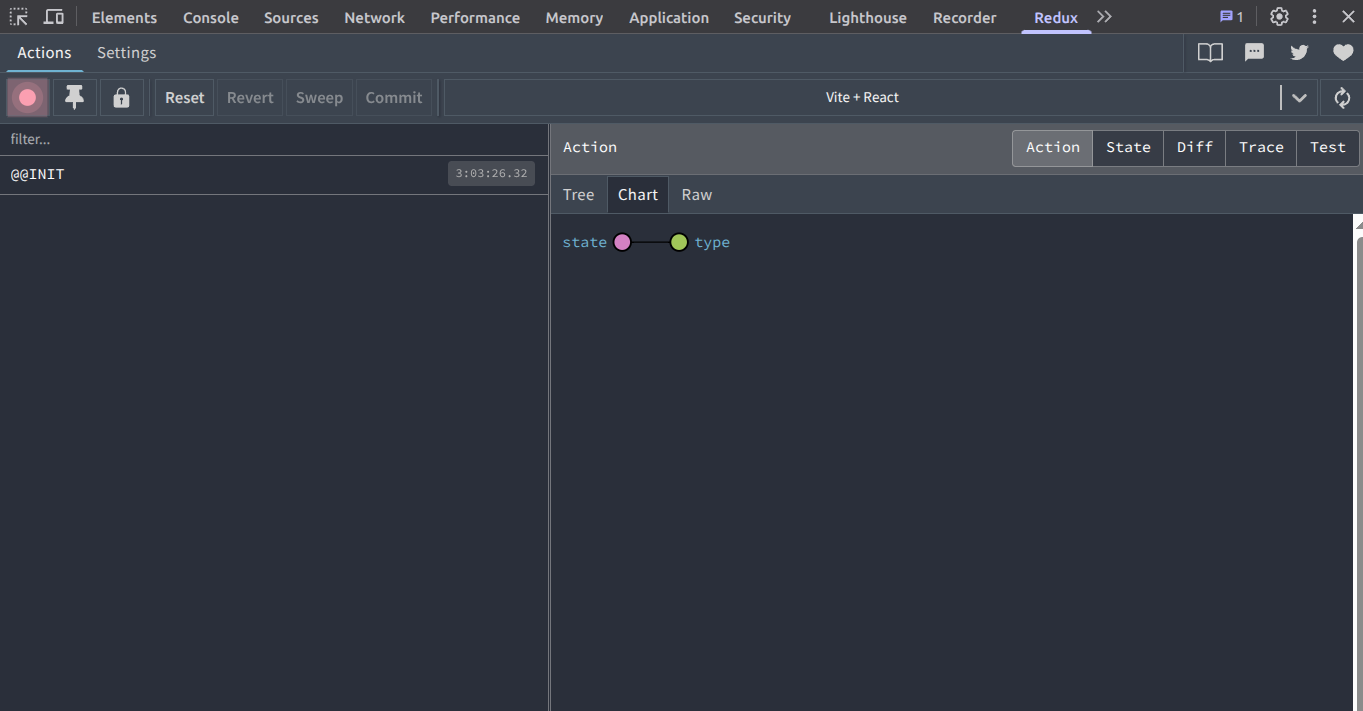 Elements Console Sources Network Performance Memory Application Security Lighthouse Recorder Redux 1
Actions Settings
Reset Revert Sweep Commit Vite + React
filter...
@@INIT 3:03:26.32
Action Action State Diff Trace Test
Tree Chart Raw
state type